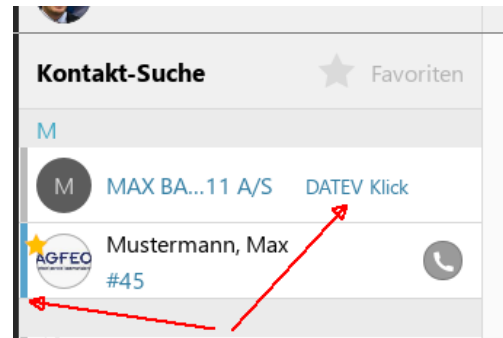 Kontakt-Suche Favoriten
M
M MAX BA...11 A/S DATEV Klick
AGFEO Mustermann, Max
#45